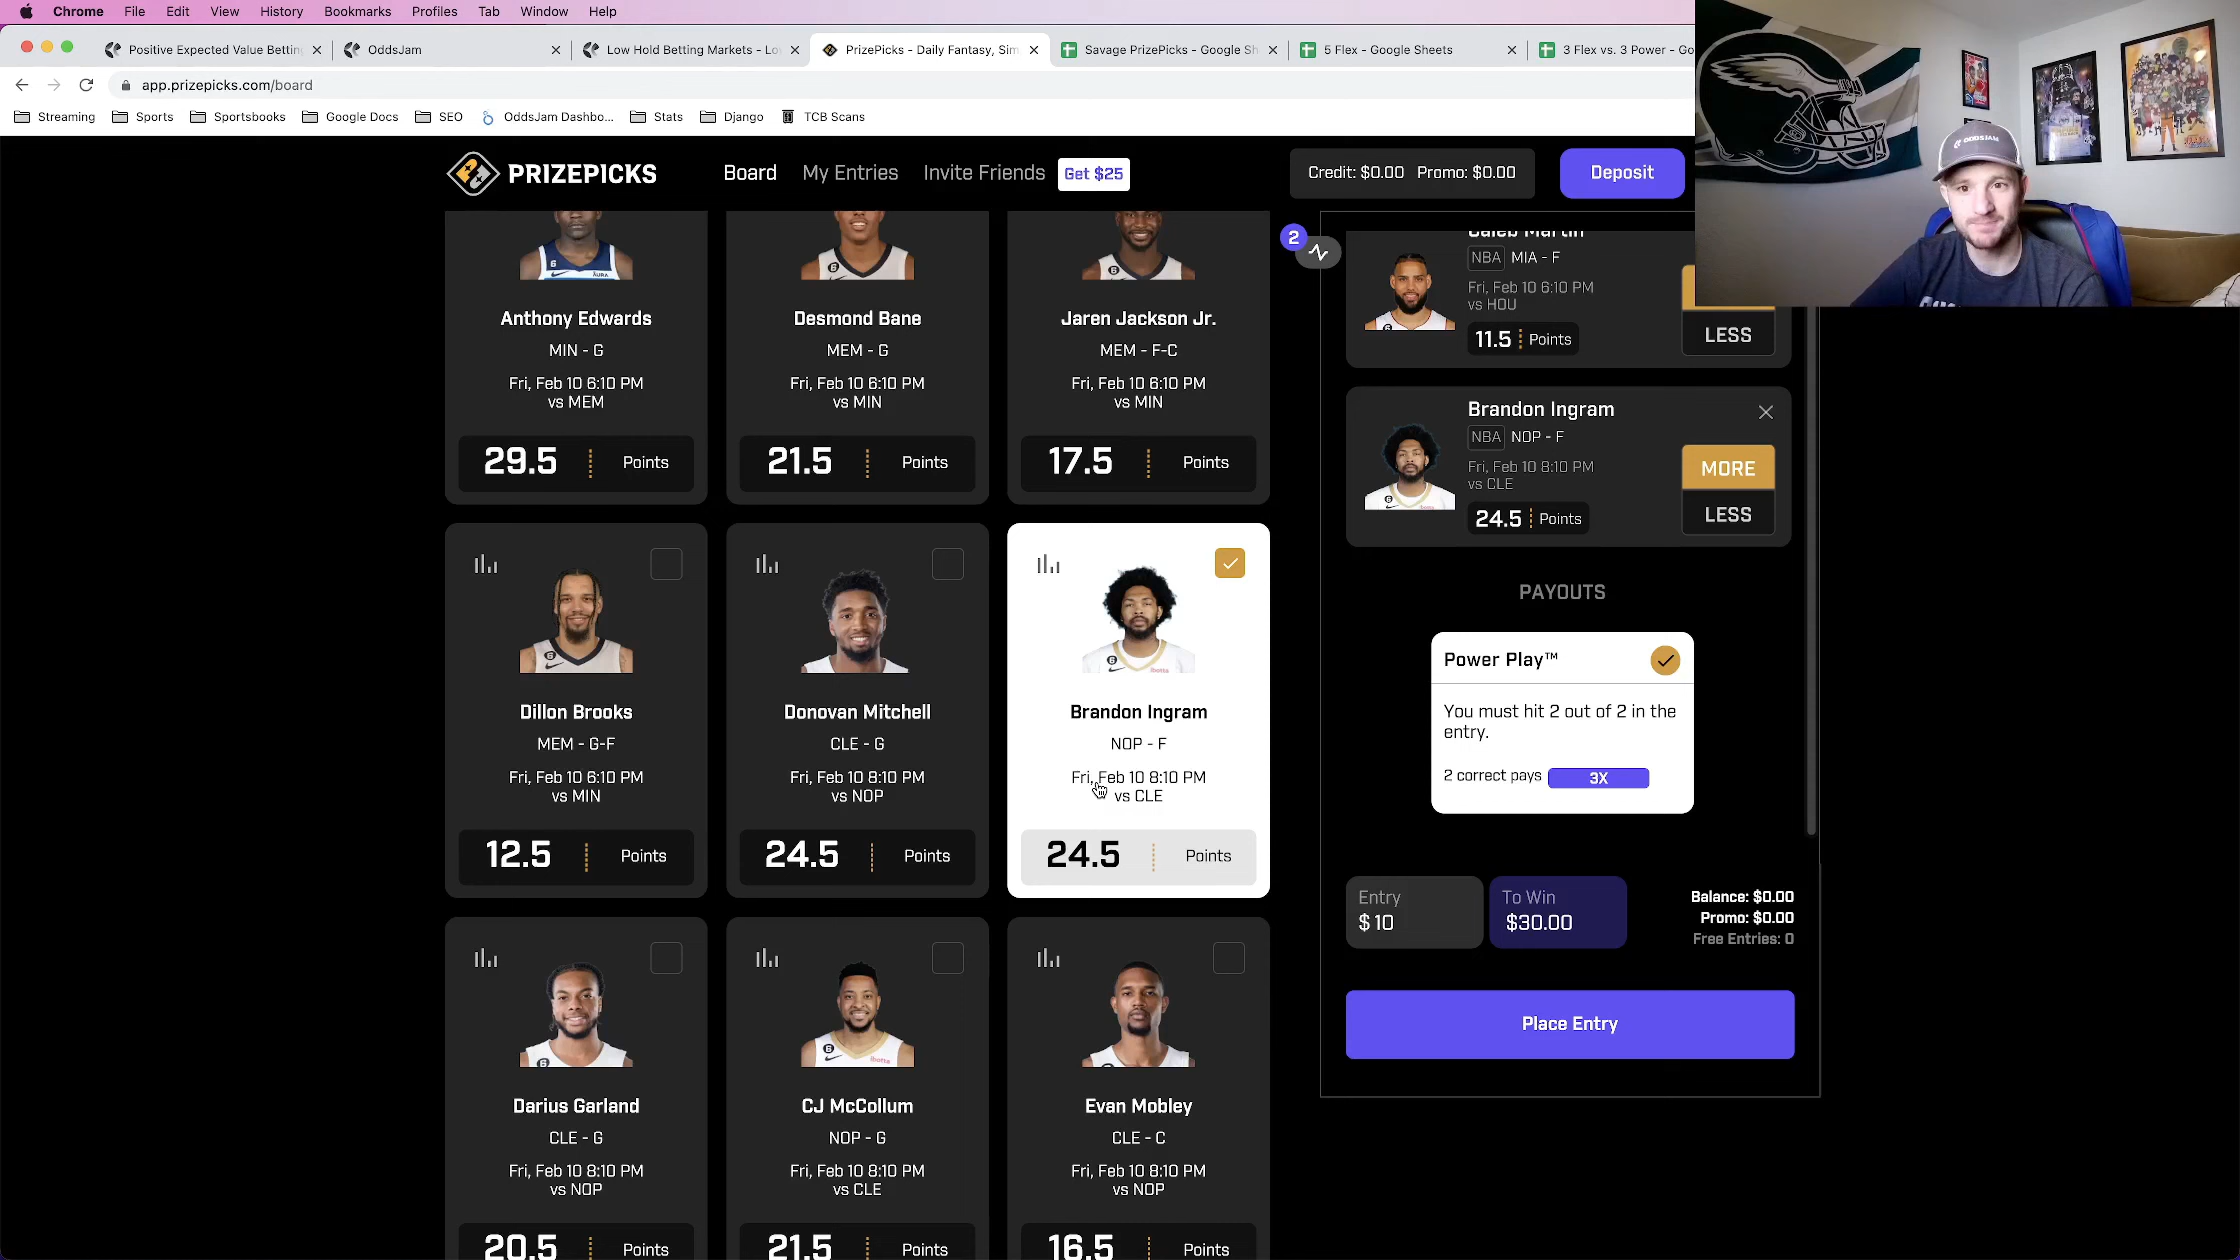 Chrome File Edit View History Bookmarks Profiles Tab Window Help
Positive Expected Value Bettin
OddsJam
Low Hold Betting Markets - Lo
PrizePicks - Daily Fantasy, Sim
Savage PrizePicks - Google Sh
5 Flex - Google Sheets
3 Flex vs. 3 Power - Go
app.prizepicks.com/board
Streaming Sports Sportsbooks Google Docs SEO OddsJam Dashbo... Stats Django TCB Scans
PRIZEPICKS
Board My Entries Invite Friends Get $25
Credit: $0.00 Promo: $0.00
Deposit
Anthony Edwards
MIN - G
Fri, Feb 10 6:10 PM
vs MEM
29.5 Points
Desmond Bane
MEM - G
Fri, Feb 10 6:10 PM
vs MIN
21.5 Points
Jaren Jackson Jr.
MEM - F-C
Fri, Feb 10 6:10 PM
vs MIN
17.5 Points
Dillon Brooks
MEM - G-F
Fri, Feb 10 6:10 PM
vs MIN
12.5 Points
Donovan Mitchell
CLE - G
Fri, Feb 10 8:10 PM
vs NOP
24.5 Points
Brandon Ingram
NOP - F
Fri, Feb 10 8:10 PM
vs CLE
24.5 Points
Darius Garland
CLE - G
Fri, Feb 10 8:10 PM
vs NOP
20.5 Points
CJ McCollum
NOP - G
Fri, Feb 10 8:10 PM
vs CLE
21.5 Points
Evan Mobley
CLE - C
Fri, Feb 10 8:10 PM
vs NOP
16.5 Points
2
Caleb Martin
NBA MIA - F
Fri, Feb 10 6:10 PM
vs HOU
11.5 Points
LESS
Brandon Ingram
NBA NOP - F
Fri, Feb 10 8:10 PM
vs CLE
24.5 Points
MORE
LESS
PAYOUTS
Power Play™
You must hit 2 out of 2 in the
entry.
2 correct pays 3X
Entry
$10
To Win
$30.00
Balance: $0.00
Promo: $0.00
Free Entries: 0
Place Entry
ODDSJAM